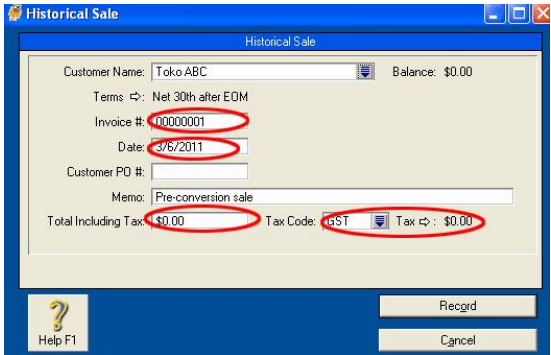 Historical Sale
Historical Sale
Customer Name: Toko ABC Balance: $0.00
Terms ⇨: Net 30th after EOM
Invoice #: 00000001
Date: 3/6/2011
Customer PO #:
Memo: Pre-conversion sale
Total Including Tax: $0.00 Tax Code: GST Tax ⇨: $0.00
Record
Help F1
Cancel